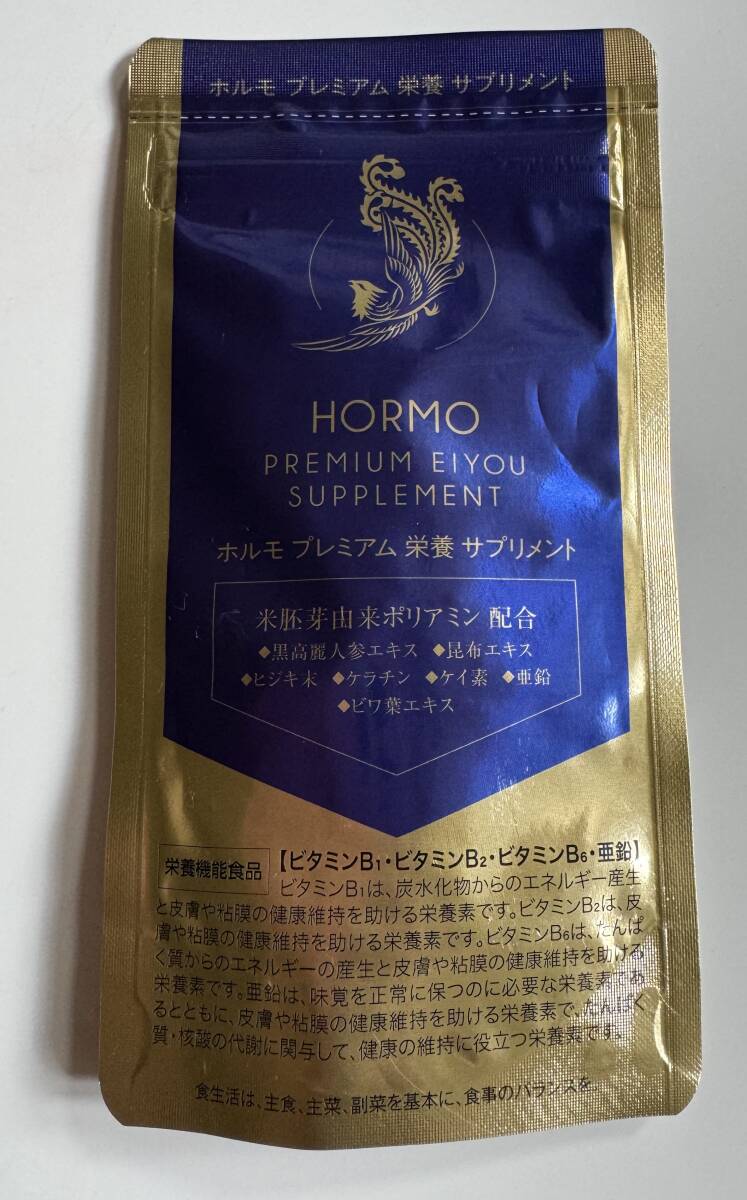 ホルモ プレミアム 栄養 サプリメント
HORMO
PREMIUM EIYOU
SUPPLEMENT
ホルモ プレミアム 栄養 サプリメント
米胚芽由来ポリアミン 配合
◆黒高麗人参エキス ◆昆布エキス
◆ヒジキ末 ◆ケラチン ◆ケイ素 ◆亜鉛
◆ビワ葉エキス
栄養機能食品 【ビタミンB₁・ビタミンB₂・ビタミンB₆・亜鉛】
ビタミンB₁は、炭水化物からのエネルギー産生
と皮膚や粘膜の健康維持を助ける栄養素です。ビタミンB₂は、皮
膚や粘膜の健康維持を助ける栄養素です。ビタミンB₆は、たんぱ
く質からのエネルギーの産生と皮膚や粘膜の健康維持を助ける
栄養素です。亜鉛は、味覚を正常に保つのに必要な栄養素であ
るとともに、皮膚や粘膜の健康維持を助ける栄養素で、たんぱく
質・核酸の代謝に関与して、健康の維持に役立つ栄養素です。
食生活は、主食、主菜、副菜を基本に、食事のバランスを